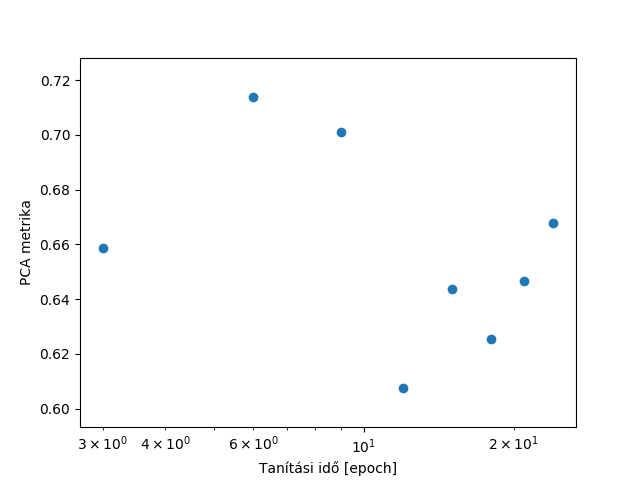 0.72
0.70
0.68
0.66
0.64
0.62
0.60
PCA metrika
3 × 10⁰
4 × 10⁰
6 × 10⁰
10¹
2 × 10¹
Tanítási idő [epoch]